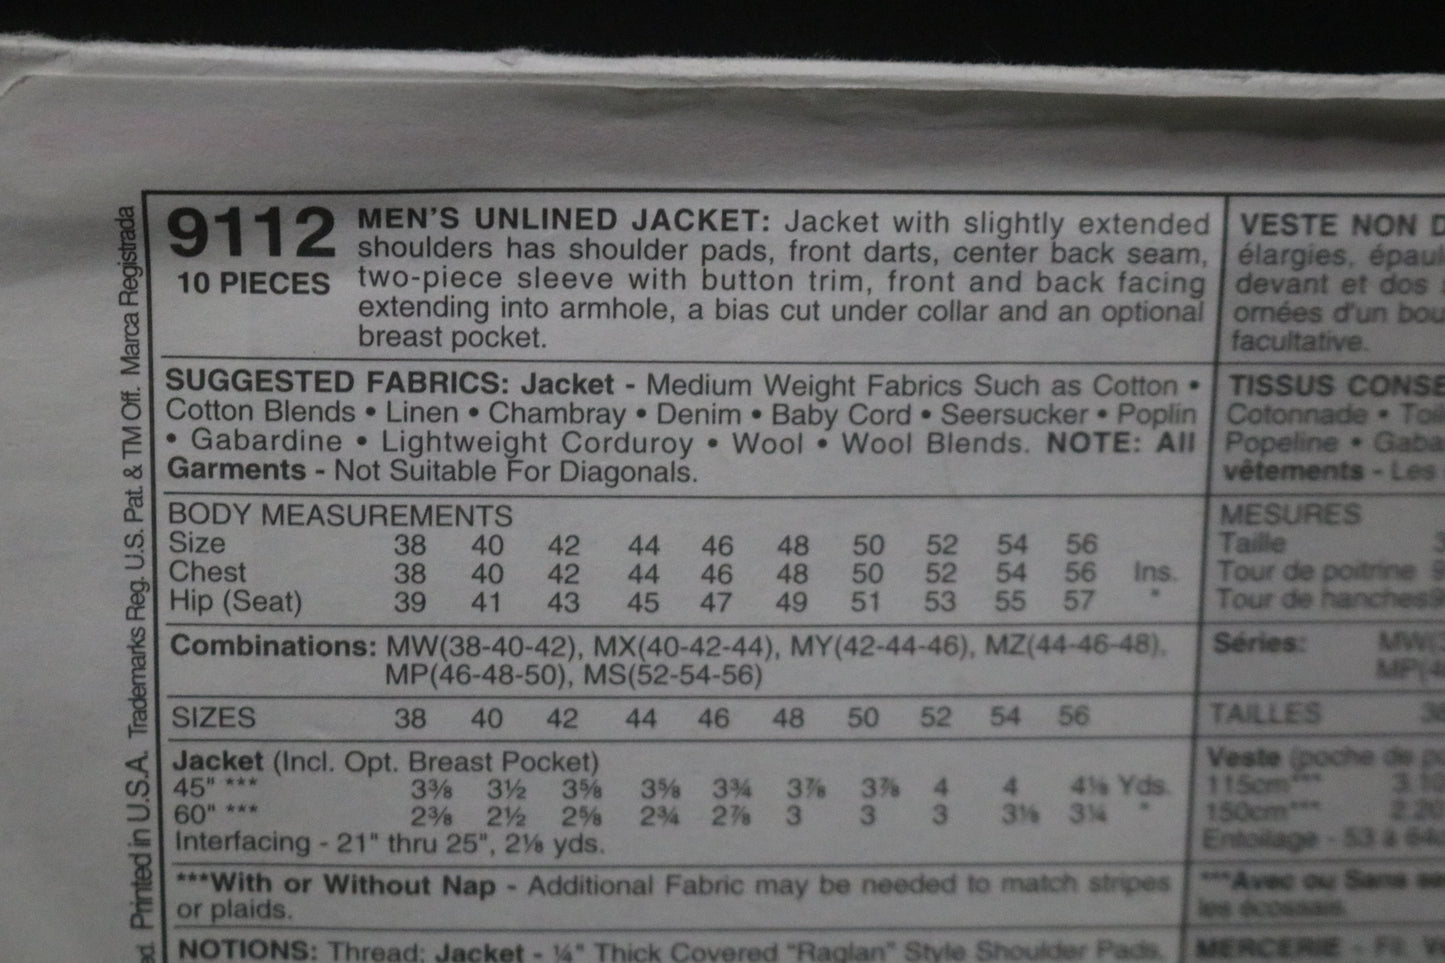 9112 MEN'S UNLINED JACKET: Jacket with slightly extended
shoulders has shoulder pads, front darts, center back seam,
10 PIECES two-piece sleeve with button trim, front and back facing
extending into armhole, a bias cut under collar and an optional
breast pocket.
SUGGESTED FABRICS: Jacket - Medium Weight Fabrics Such as Cotton •
Cotton Blends • Linen • Chambray • Denim • Baby Cord • Seersucker • Poplin
• Gabardine • Lightweight Corduroy • Wool • Wool Blends. NOTE: All
Garments - Not Suitable For Diagonals.
BODY MEASUREMENTS
Size 38 40 42 44 46 48 50 52 54 56
Chest 38 40 42 44 46 48 50 52 54 56 Ins.
Hip (Seat) 39 41 43 45 47 49 51 53 55 57 "
Combinations: MW(38-40-42), MX(40-42-44), MY(42-44-46), MZ(44-46-48),
MP(46-48-50), MS(52-54-56)
SIZES 38 40 42 44 46 48 50 52 54 56
Jacket (Incl. Opt. Breast Pocket)
45" *** 3⅜ 3½ 3⅝ 3⅝ 3¾ 3⅞ 3⅞ 4 4 4⅛ Yds.
60" *** 2⅜ 2½ 2⅝ 2¾ 2⅞ 3 3 3 3⅛ 3¼ "
Interfacing - 21" thru 25", 2⅛ yds.
***With or Without Nap - Additional Fabric may be needed to match stripes
or plaids.
NOTIONS: Thread; Jacket - ¼" Thick Covered "Raglan" Style Shoulder Pads,
VESTE NON D
élargies, épaul
devant et dos
ornées d'un bou
facultative.
TISSUS CONSE
Cotonnade • Toi
Popeline • Gaba
vêtements - Les
MESURES
Taille
Tour de poitrine
Tour de hanches
Séries: MW(
MP(4
TAILLES
Veste (poche de
115cm***
150cm***
Entoilage - 53 à
***Avec ou Sans
les écossais.
MERCERIE - Fil,
Printed in U.S.A. Trademarks Reg. U.S. Pat. & TM Off. Marca Registrada